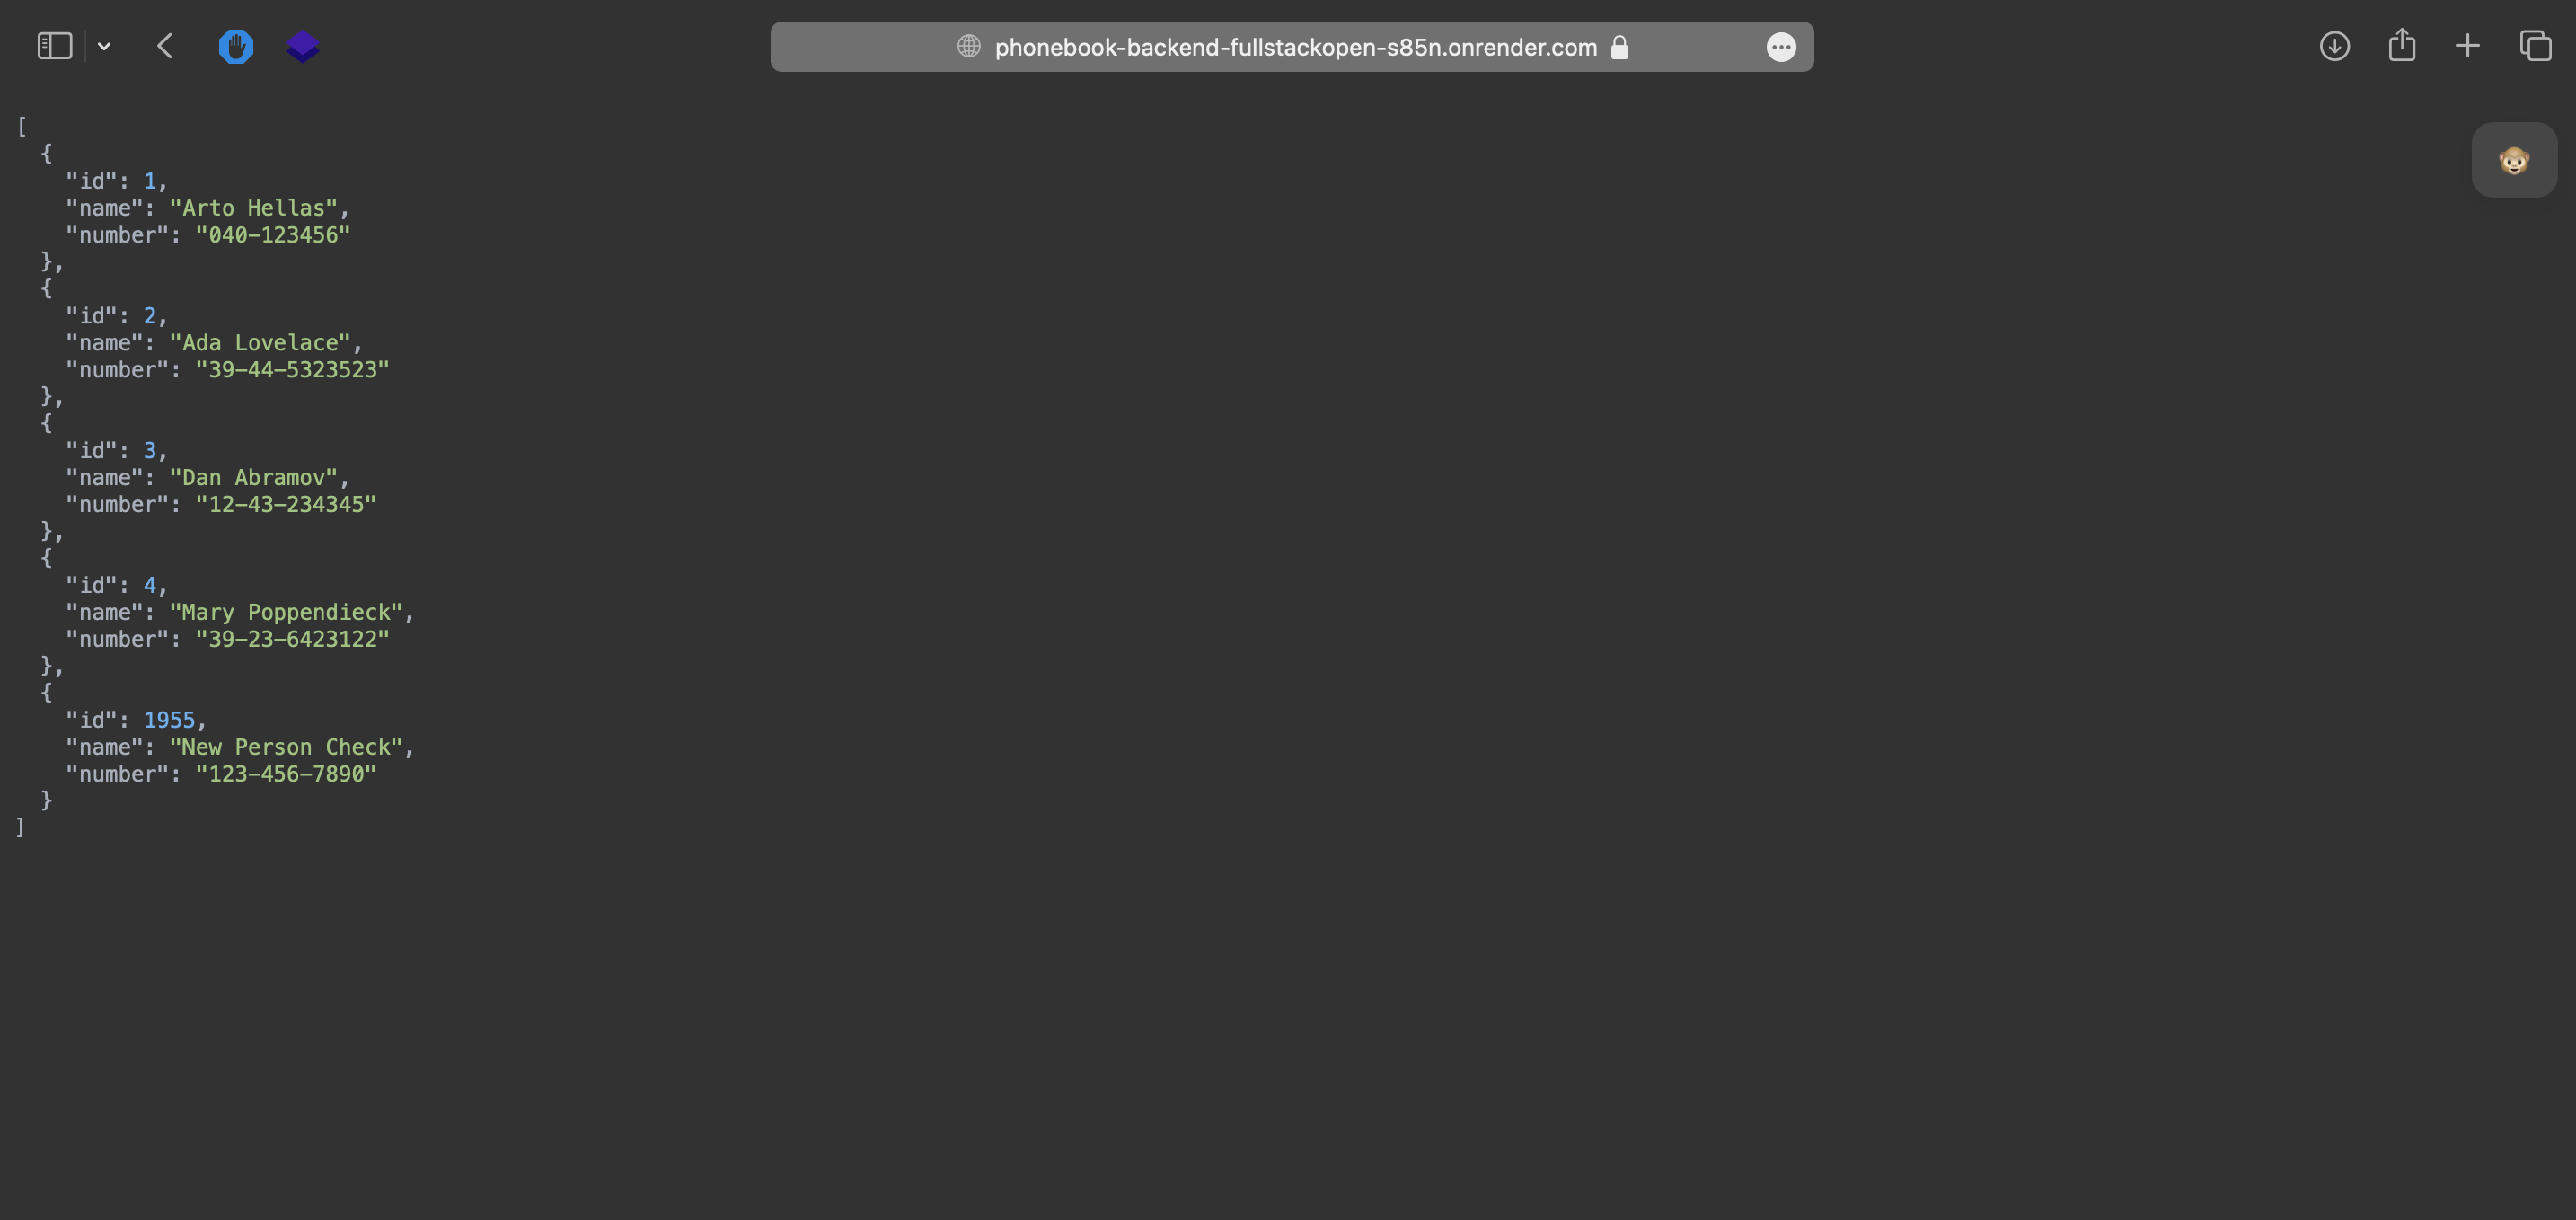 phonebook-backend-fullstackopen-s85n.onrender.com
[
  {
    "id": 1,
    "name": "Arto Hellas",
    "number": "040-123456"
  },
  {
    "id": 2,
    "name": "Ada Lovelace",
    "number": "39-44-5323523"
  },
  {
    "id": 3,
    "name": "Dan Abramov",
    "number": "12-43-234345"
  },
  {
    "id": 4,
    "name": "Mary Poppendieck",
    "number": "39-23-6423122"
  },
  {
    "id": 1955,
    "name": "New Person Check",
    "number": "123-456-7890"
  }
]